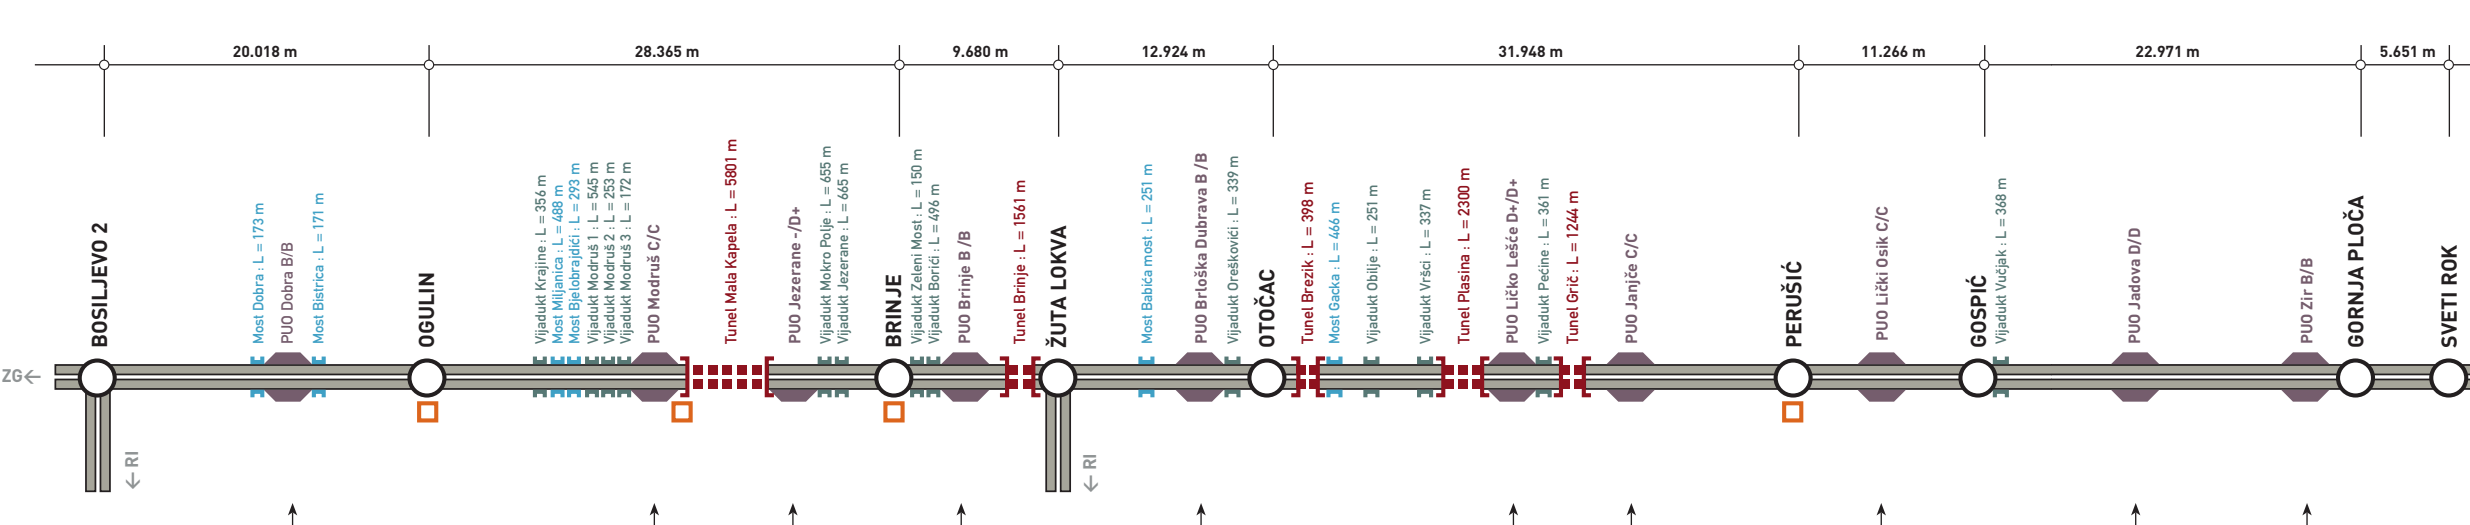 20.018 m
28.365 m
9.680 m
12.924 m
31.948 m
11.266 m
22.971 m
5.651 m
BOSILJEVO 2
Most Dobra : L = 173 m
PUO Dobra B/B
Most Bistrica : L = 171 m
OGULIN
Vijadukt Krajine : L = 356 m
Most Miljanica : L = 488 m
Most Bjelobrajdići : L = 293 m
Vijadukt Modruš 1 : L = 545 m
Vijadukt Modruš 2 : L = 253 m
Vijadukt Modruš 3 : L = 172 m
PUO Modruš C/C
Tunel Mala Kapela : L = 5801 m
PUO Jezerane -/D+
Vijadukt Mokro Polje : L = 655 m
Vijadukt Jezerane : L = 665 m
BRINJE
Vijadukt Zeleni Most : L = 150 m
Vijadukt Borići : L = 496 m
PUO Brinje B /B
Tunel Brinje : L = 1561 m
ŽUTA LOKVA
Most Babića most : L = 251 m
PUO Brloška Dubrava B /B
Vijadukt Oreškovići : L = 339 m
OTOČAC
Tunel Brezik : L = 398 m
Most Gacka : L = 466 m
Vijadukt Obilje : L = 251 m
Vijadukt Vršci : L = 337 m
Tunel Plasina : L = 2300 m
PUO Ličko Lešće D+/D+
Vijadukt Pećine : L = 361 m
Tunel Grič : L = 1244 m
PUO Janjče C/C
PERUŠIĆ
PUO Lički Osik C/C
GOSPIĆ
Vijadukt Vučjak : L = 368 m
PUO Jadova D/D
PUO Zir B/B
GORNJA PLOČA
SVETI ROK
ZG←
← RI
← RI